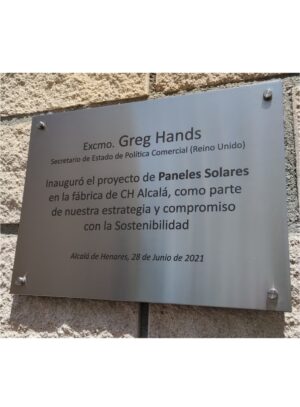 Excmo. Greg Hands
Secretario de Estado de Política Comercial (Reino Unido)
Inauguró el proyecto de Paneles Solares
en la fábrica de CH Alcalá, como parte
de nuestra estrategia y compromiso
con la Sostenibilidad
Alcalá de Henares, 28 de Junio de 2021